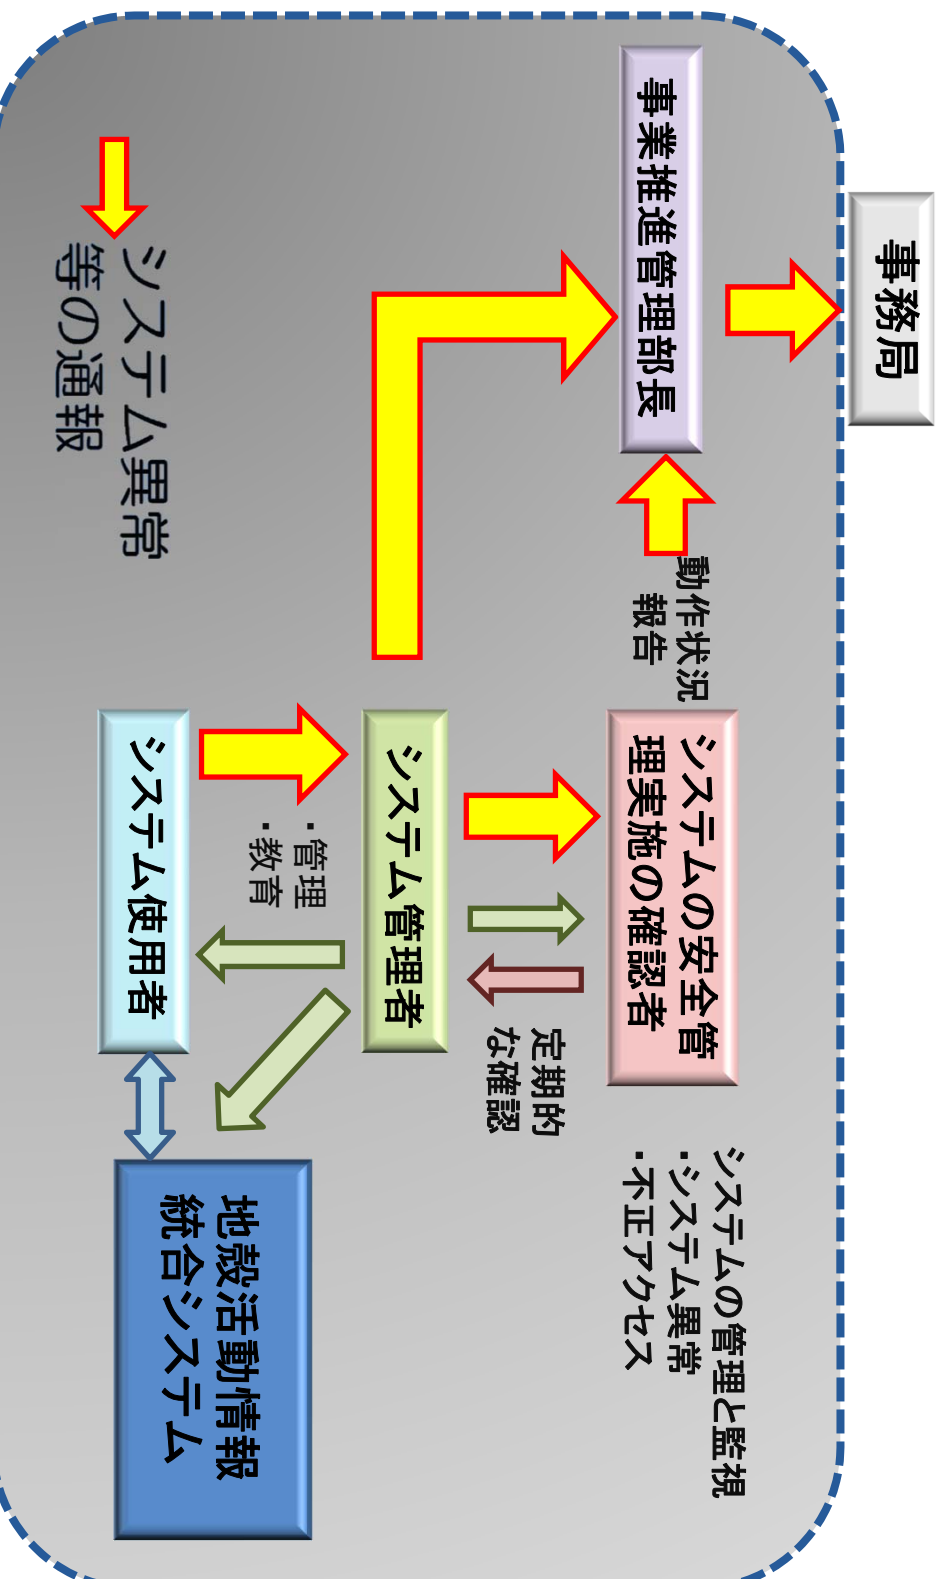 事務局
事業推進管理部長
動作状況
報告
システムの安全管
理実施の確認者
システムの管理と監視
・システム異常
・不正アクセス
定期的
な確認
システム管理者
・管理
・教育
システム使用者
地殻活動情報
統合システム
システム異常
等の通報